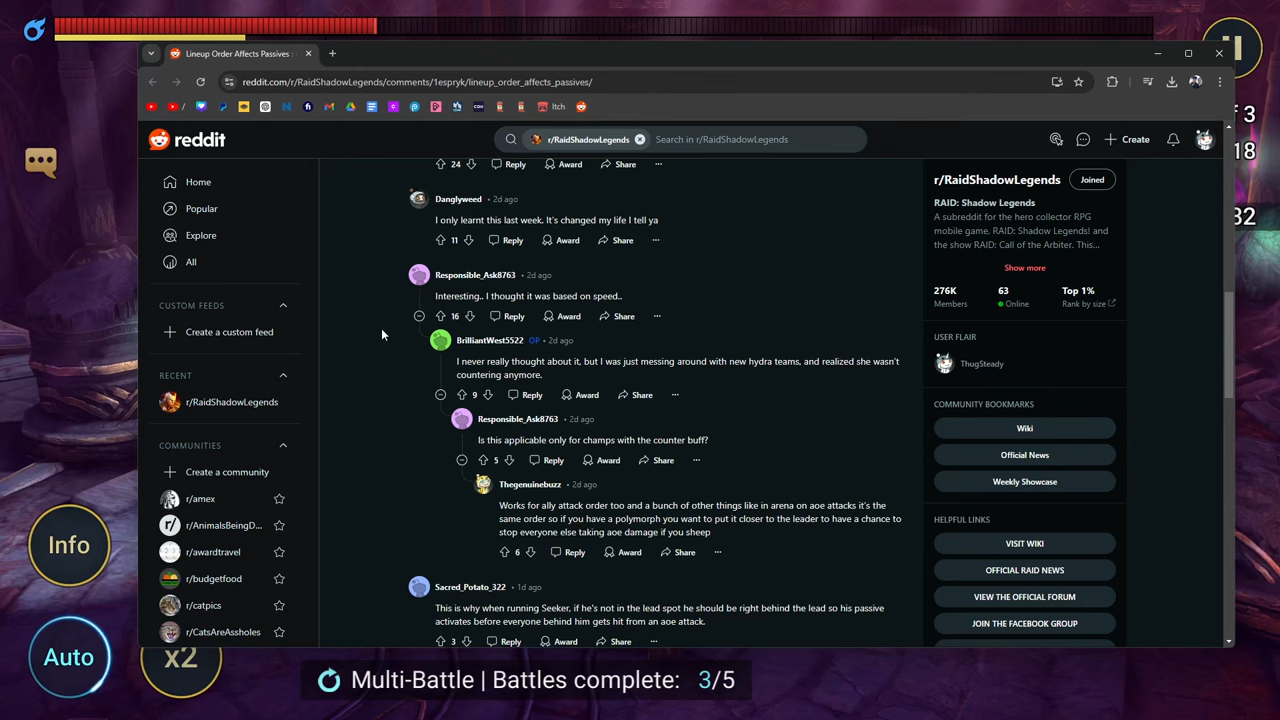 Lineup Order Affects Passives :
reddit.com/r/RaidShadowLegends/comments/1espryk/lineup_order_affects_passives/
/
Itch
reddit
r/RaidShadowLegends
Search in r/RaidShadowLegends
Create
Home
Popular
Explore
All
CUSTOM FEEDS
Create a custom feed
RECENT
r/RaidShadowLegends
COMMUNITIES
Create a community
r/amex
r/AnimalsBeingD...
r/awardtravel
r/budgetfood
r/catpics
r/CatsAreAssholes
24 Reply Award Share
Danglyweed • 2d ago
I only learnt this last week. It's changed my life I tell ya
11 Reply Award Share
Responsible_Ask8763 • 2d ago
Interesting.. I thought it was based on speed..
16 Reply Award Share
BrilliantWest5522 OP • 2d ago
I never really thought about it, but I was just messing around with new hydra teams, and realized she wasn't
countering anymore.
9 Reply Award Share
Responsible_Ask8763 • 2d ago
Is this applicable only for champs with the counter buff?
5 Reply Award Share
Thegenuinebuzz • 2d ago
Works for ally attack order too and a bunch of other things like in arena on aoe attacks it's the
same order so if you have a polymorph you want to put it closer to the leader to have a chance to
stop everyone else taking aoe damage if you sheep
6 Reply Award Share
Sacred_Potato_322 • 1d ago
This is why when running Seeker, if he's not in the lead spot he should be right behind the lead so his passive
activates before everyone behind him gets hit from an aoe attack.
3 Reply Award Share
r/RaidShadowLegends
Joined
RAID: Shadow Legends
A subreddit for the hero collector RPG
mobile game, RAID: Shadow Legends! and
the show RAID: Call of the Arbiter. This...
Show more
276K 63 Top 1%
Members Online Rank by size
USER FLAIR
ThugSteady
COMMUNITY BOOKMARKS
Wiki
Official News
Weekly Showcase
HELPFUL LINKS
VISIT WIKI
OFFICIAL RAID NEWS
VIEW THE OFFICIAL FORUM
JOIN THE FACEBOOK GROUP
of 3
18
32
Info
Auto
x2
Multi-Battle | Battles complete: 3/5